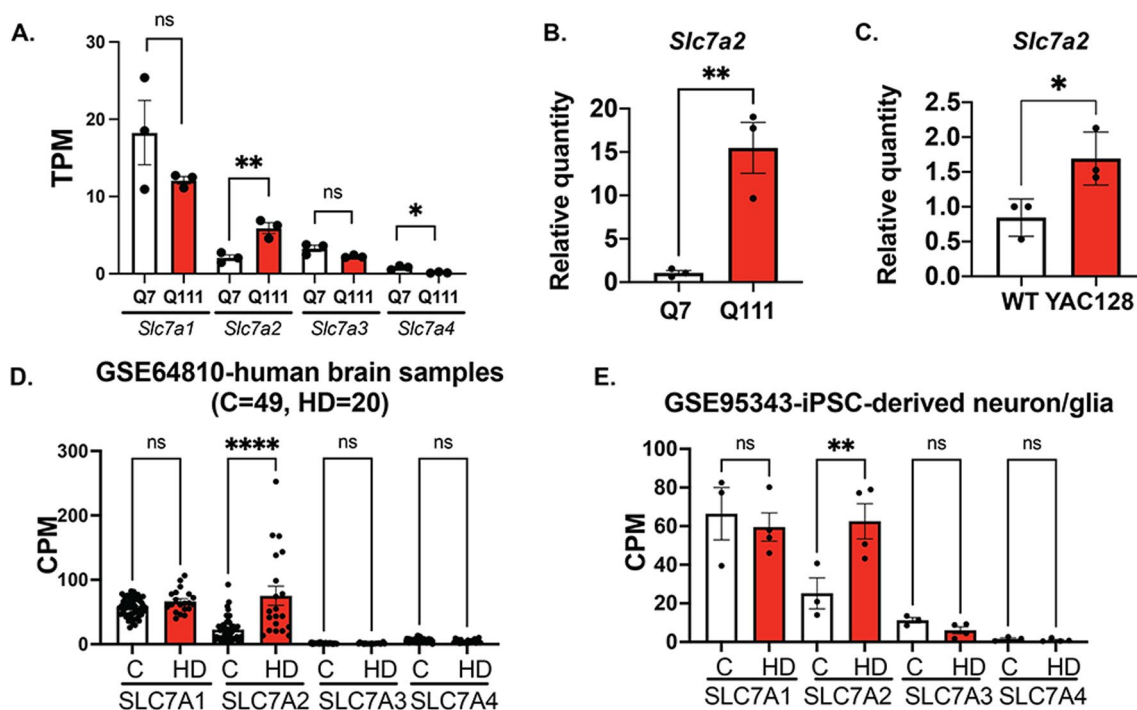 A.
ns
30
20
10
0
TPM
**
ns
*
Q7 Q111 Q7 Q111 Q7 Q111 Q7 Q111
Slc7a1 Slc7a2 Slc7a3 Slc7a4
B.
Slc7a2
**
20
15
10
5
0
Relative quantity
Q7 Q111
C.
Slc7a2
*
2.5
2.0
1.5
1.0
0.5
0.0
Relative quantity
WT YAC128
D.
GSE64810-human brain samples
(C=49, HD=20)
ns **** ns ns
300
200
100
0
CPM
C HD C HD C HD C HD
SLC7A1 SLC7A2 SLC7A3 SLC7A4
E.
GSE95343-iPSC-derived neuron/glia
ns ** ns ns
100
80
60
40
20
0
CPM
C HD C HD C HD C HD
SLC7A1 SLC7A2 SLC7A3 SLC7A4